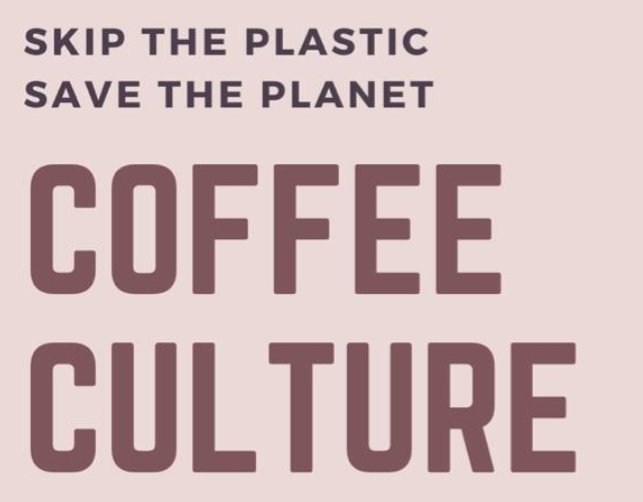 SKIP THE PLASTIC
SAVE THE PLANET
COFFEE
CULTURE